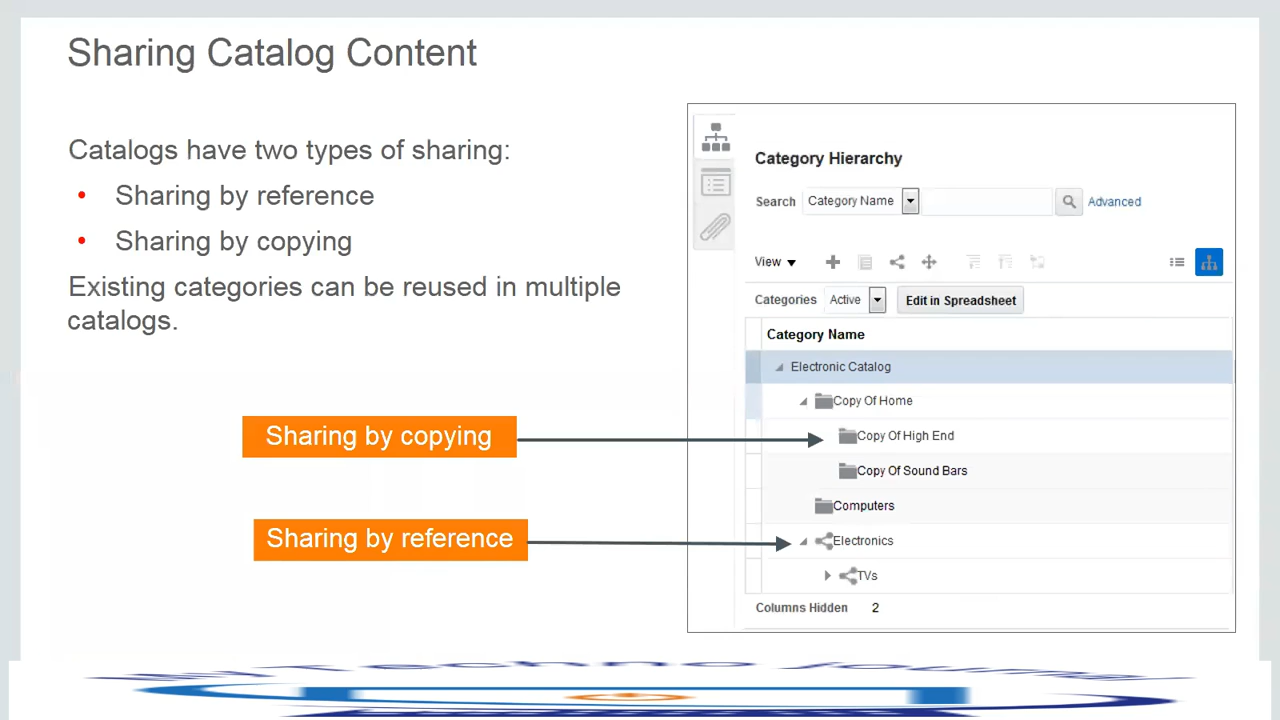 Sharing Catalog Content
Catalogs have two types of sharing:
• Sharing by reference
• Sharing by copying
Existing categories can be reused in multiple
catalogs.
Sharing by copying
Sharing by reference
Category Hierarchy
Search Category Name Advanced
View
Categories Active Edit in Spreadsheet
Category Name
Electronic Catalog
Copy Of Home
Copy Of High End
Copy Of Sound Bars
Computers
Electronics
TVs
Columns Hidden 2